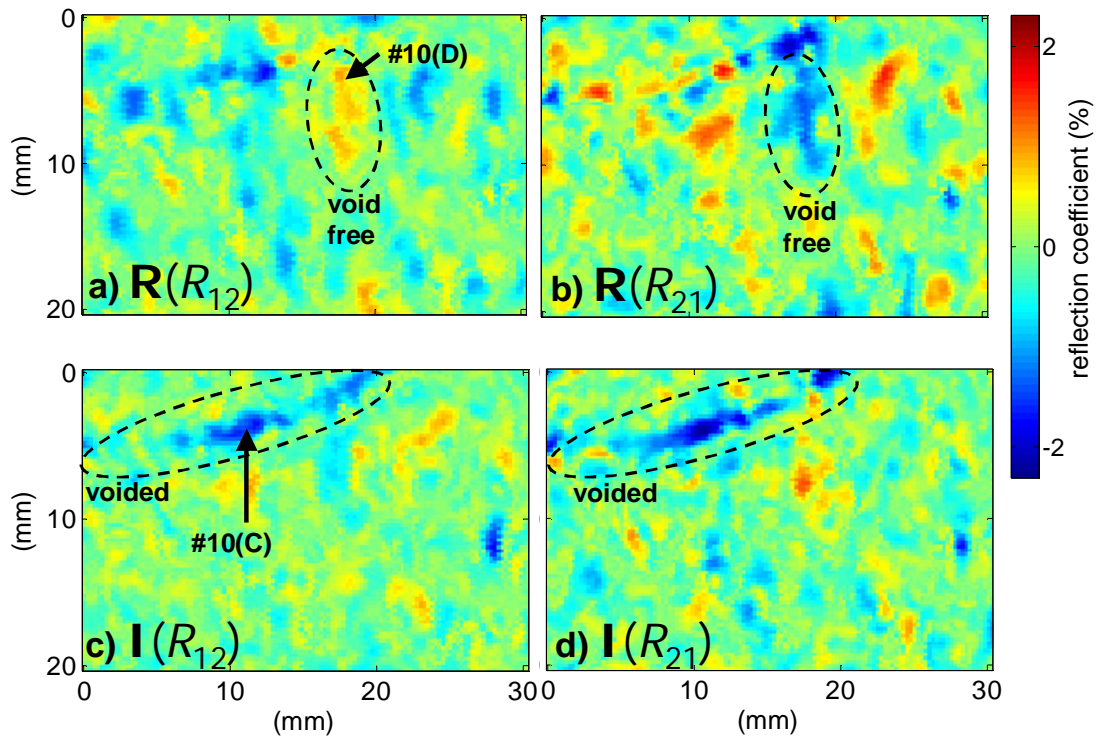 0
10
20
(mm)
#10(D)
void
free
a) R(R12)
void
free
b) R(R21)
2
0
-2
reflection coefficient (%)
0
10
20
(mm)
voided
#10(C)
c) I(R12)
0
10
20
30
(mm)
voided
d) I(R21)
0
10
20
30
(mm)